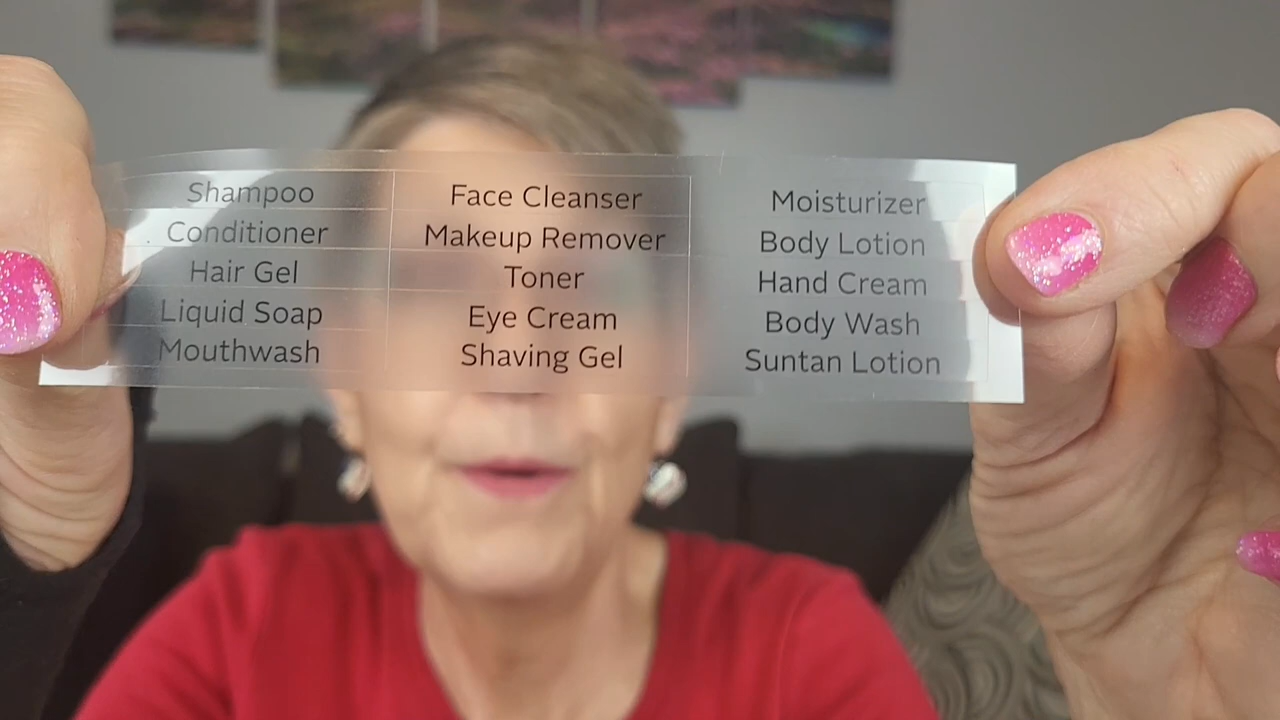 Shampoo
Conditioner
Hair Gel
Liquid Soap
Mouthwash
Face Cleanser
Makeup Remover
Toner
Eye Cream
Shaving Gel
Moisturizer
Body Lotion
Hand Cream
Body Wash
Suntan Lotion